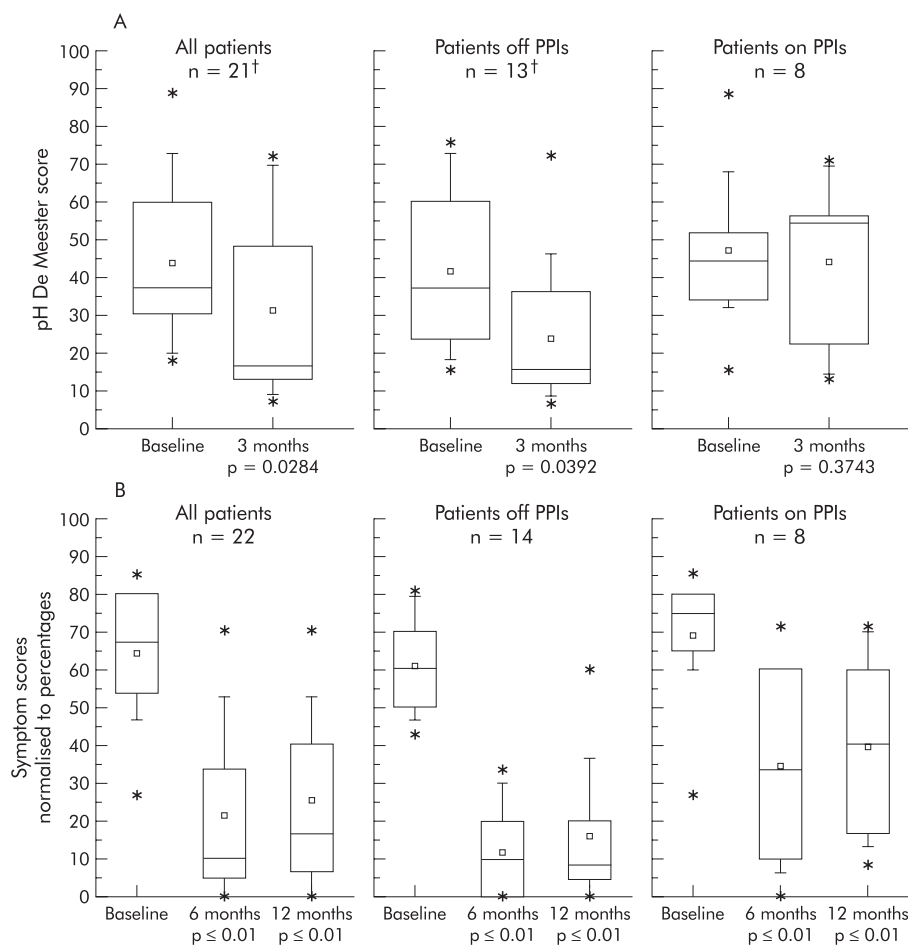 A
All patients
n = 21†
Patients off PPIs
n = 13†
Patients on PPIs
n = 8
pH De Meester score
100
90
80
70
60
50
40
30
20
10
0
Baseline
3 months
p = 0.0284
Baseline
3 months
p = 0.0392
Baseline
3 months
p = 0.3743
B
All patients
n = 22
Patients off PPIs
n = 14
Patients on PPIs
n = 8
Symptom scores
normalised to percentages
100
90
80
70
60
50
40
30
20
10
0
Baseline
6 months
p ≤ 0.01
12 months
p ≤ 0.01
Baseline
6 months
p ≤ 0.01
12 months
p ≤ 0.01
Baseline
6 months
p ≤ 0.01
12 months
p ≤ 0.01